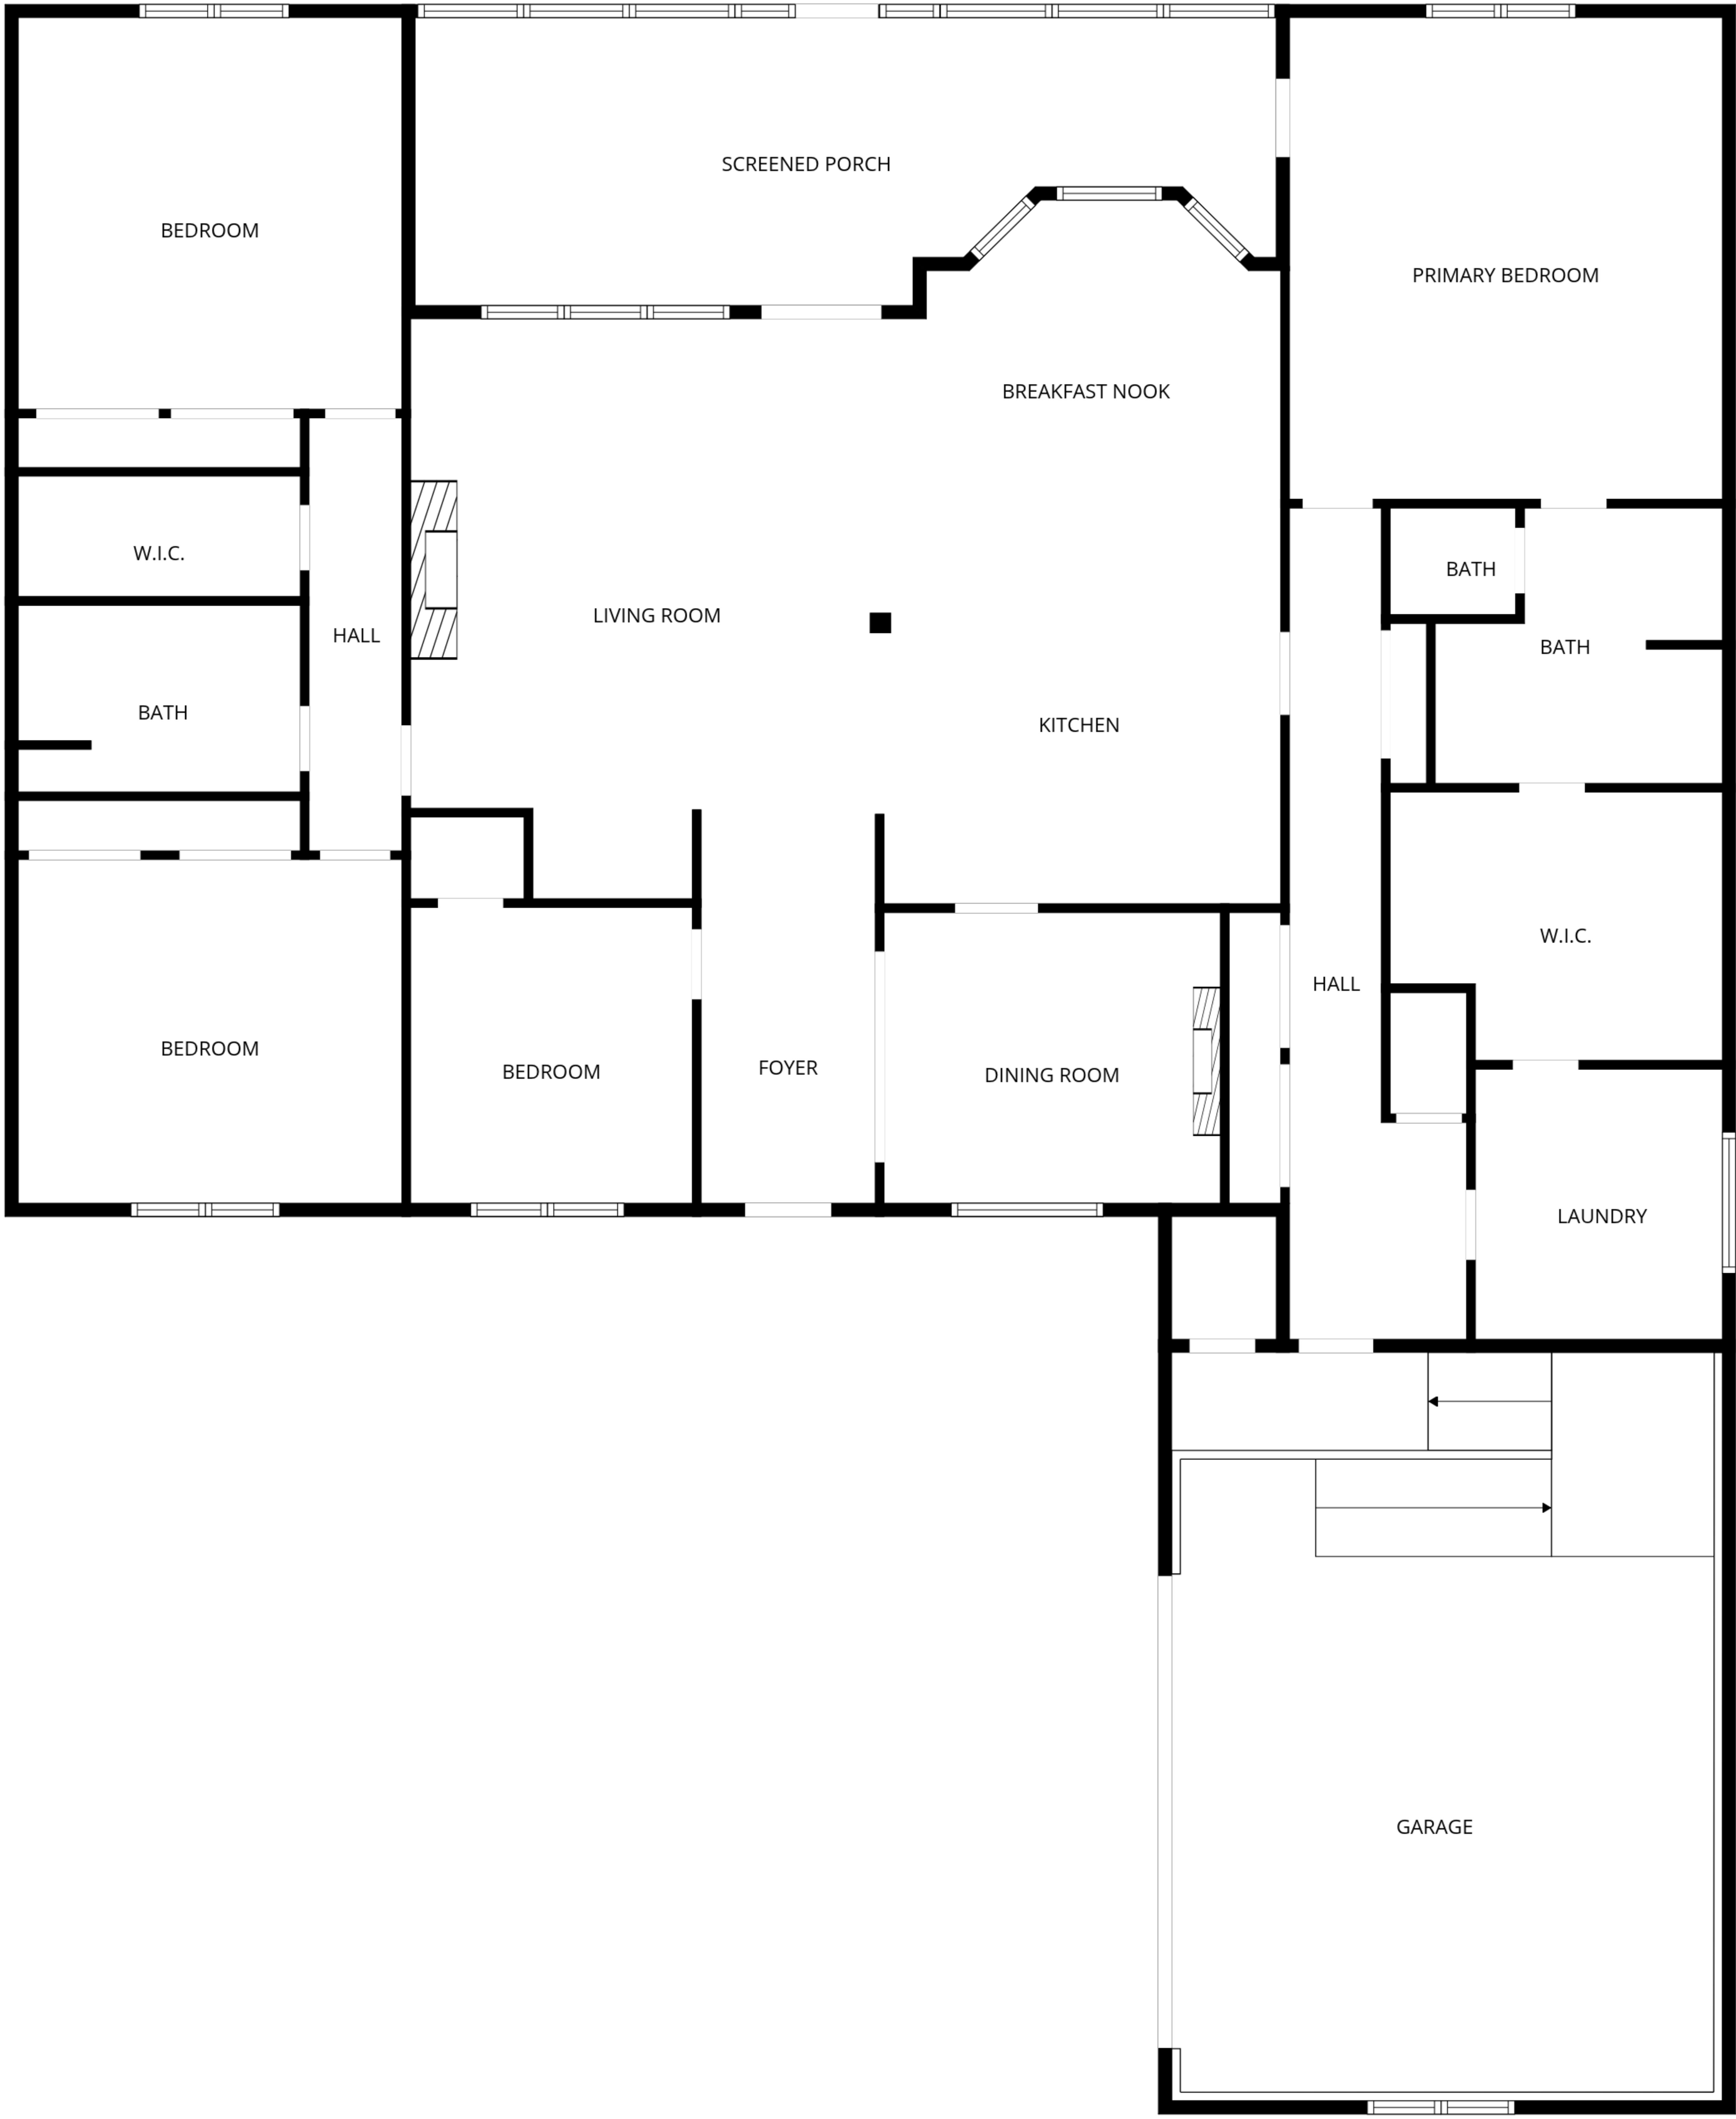 SCREENED PORCH
BEDROOM
PRIMARY BEDROOM
BREAKFAST NOOK
W.I.C.
BATH
LIVING ROOM
HALL
BATH
BATH
KITCHEN
W.I.C.
HALL
BEDROOM
BEDROOM
FOYER
DINING ROOM
LAUNDRY
GARAGE